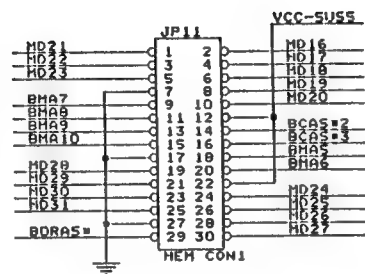 JP11
VCC-SUSS
MD21 1 2 MD16
MD22 3 4 MD17
MD23 5 6 MD18
7 8 MD19
BMA7 9 10 MD20
BMA8 11 12
BMA9 13 14 BCAS*2
BMA10 15 16 BCAS*3
17 18 BMA5
MD28 19 20 BMA6
MD29 21 22
MD30 23 24 MD24
MD31 25 26 MD25
27 28 MD26
BDRAS* 29 30 MD27
MEM CON1